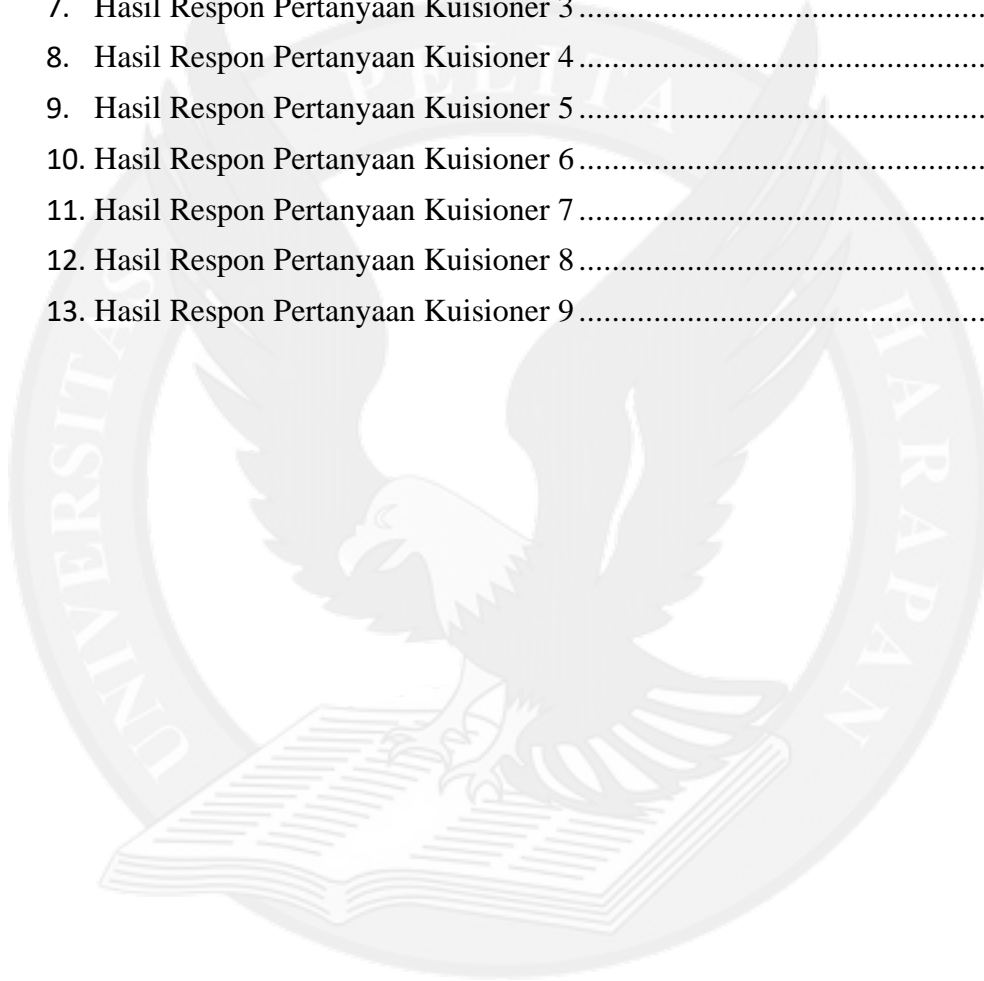 7. Hasil Respon Pertanyaan Kuisioner 3................................................
8. Hasil Respon Pertanyaan Kuisioner 4................................................
9. Hasil Respon Pertanyaan Kuisioner 5................................................
10. Hasil Respon Pertanyaan Kuisioner 6................................................
11. Hasil Respon Pertanyaan Kuisioner 7................................................
12. Hasil Respon Pertanyaan Kuisioner 8................................................
13. Hasil Respon Pertanyaan Kuisioner 9................................................
UNIVERSITAS PELITA HARAPAN